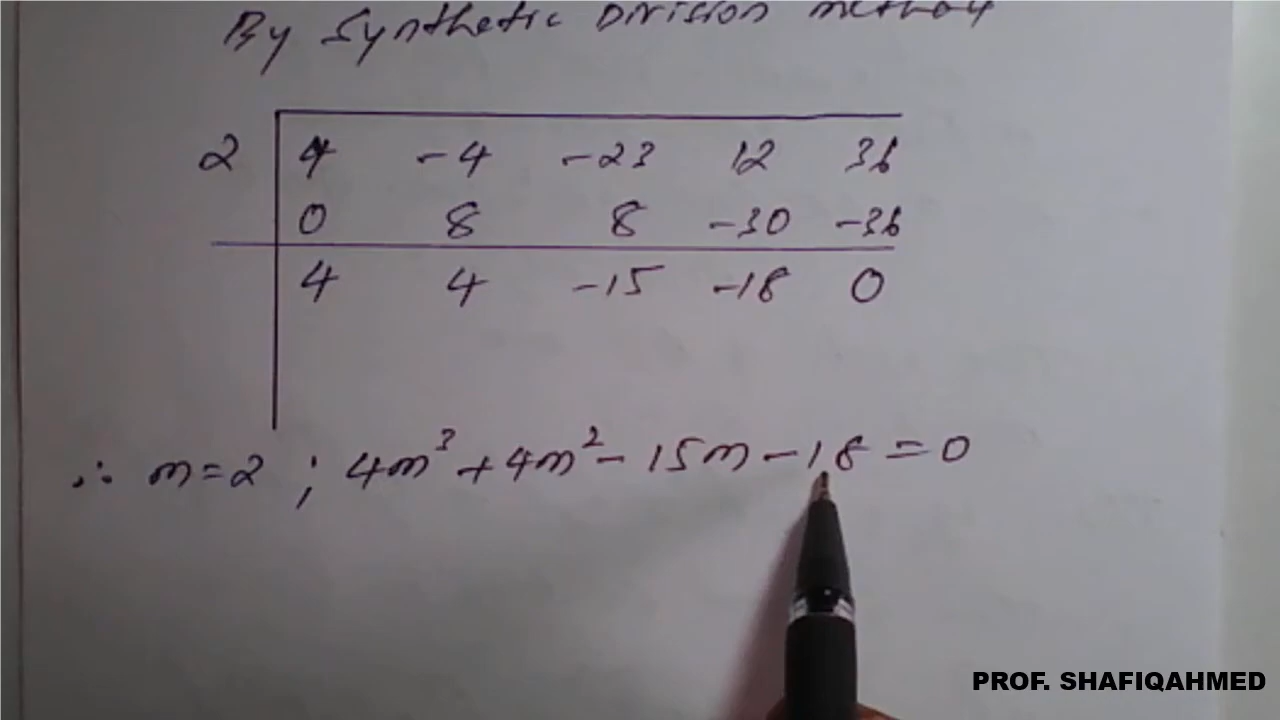 By Synthetic Division method
2 4 -4 -23 12 36
0 8 8 -30 -36
4 4 -15 -18 0
∴ m=2 ; 4m³+4m²-15m-18=0
PROF. SHAFIQAHMED